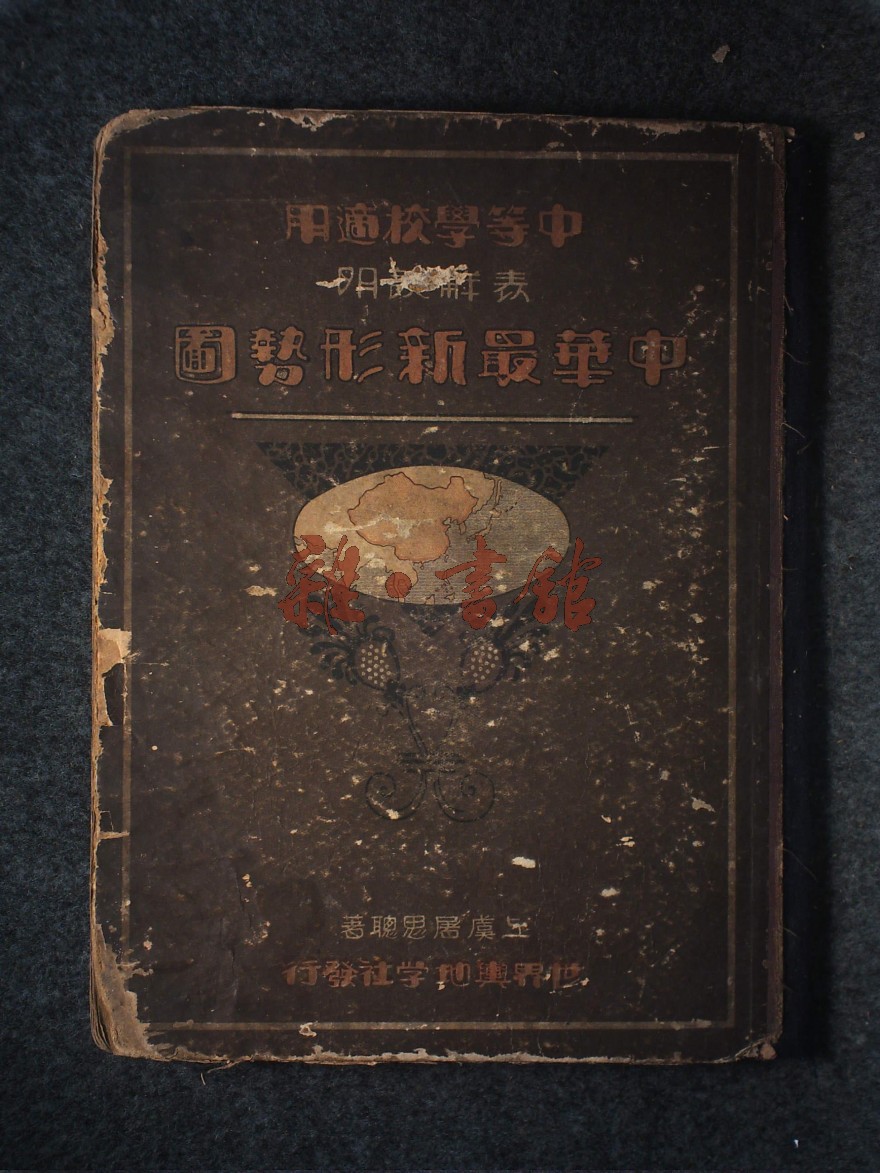 中等學校適用
表解說明
中華最新形勢圖
雜·書館
上虞屠思聰著
世界輿地学社發行